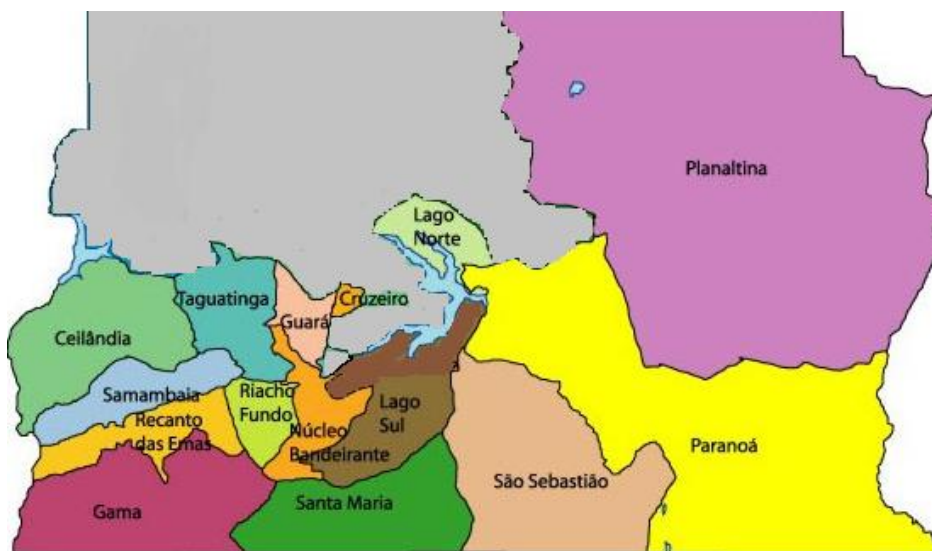 Planaltina
Lago
Norte
Taguatinga
Cruzeiro
Guará
Ceilândia
Samambaia
Riacho
Fundo
Recanto
das Emas
Lago
Sul
Núcleo
Bandeirante
Paranoá
São Sebastião
Santa Maria
Gama